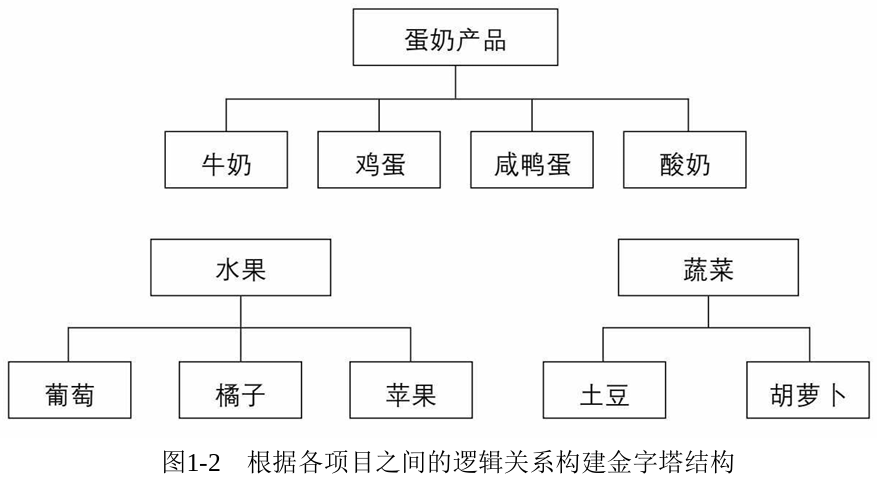 蛋奶产品
牛奶
鸡蛋
咸鸭蛋
酸奶
水果
蔬菜
葡萄
橘子
苹果
土豆
胡萝卜
图1-2 根据各项目之间的逻辑关系构建金字塔结构